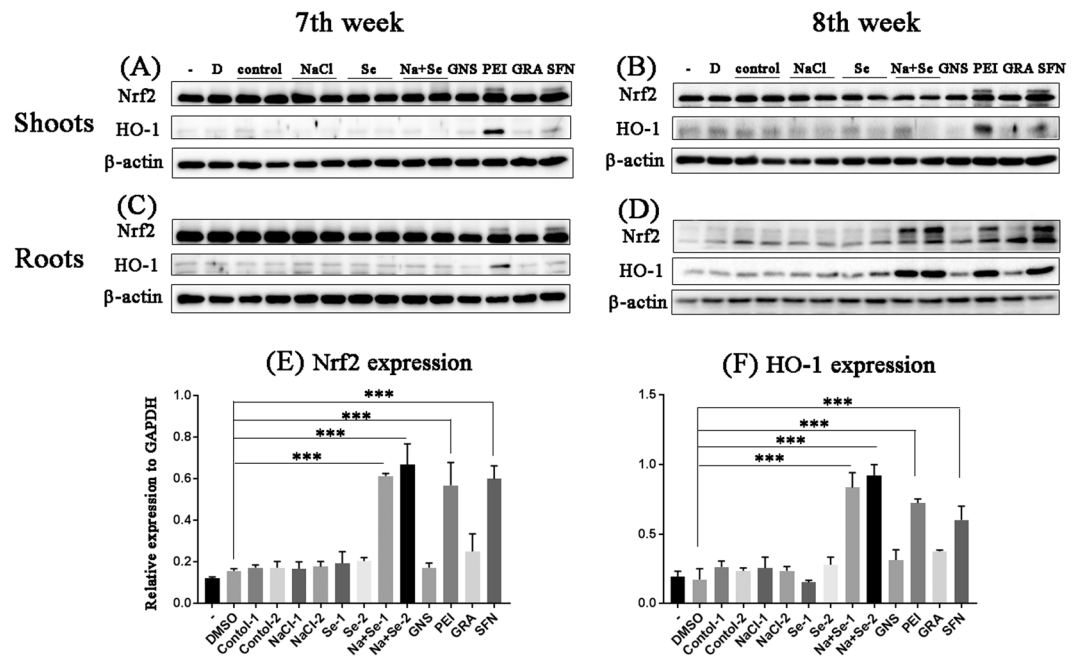 7th week
8th week
(A)
- D control NaCl Se Na+Se GNS PEI GRA SFN
Nrf2
Shoots
HO-1
β-actin
(B)
- D control NaCl Se Na+Se GNS PEI GRA SFN
Nrf2
HO-1
β-actin
(C)
Nrf2
Roots
HO-1
β-actin
(D)
Nrf2
HO-1
β-actin
(E) Nrf2 expression
Relative expression to GAPDH
1.0
0.8
0.6
0.4
0.2
0.0
***
***
***
***
- DMSO Contol-1 Contol-2 NaCl-1 NaCl-2 Se-1 Se-2 Na+Se-1 Na+Se-2 GNS PEI GRA SFN
(F) HO-1 expression
1.5
1.0
0.5
0.0
***
***
***
***
- DMSO Contol-1 Contol-2 NaCl-1 NaCl-2 Se-1 Se-2 Na+Se-1 Na+Se-2 GNS PEI GRA SFN